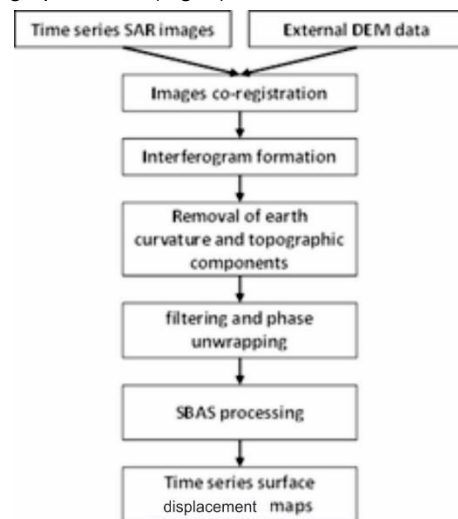 Time series SAR images
External DEM data
Images co-registration
Interferogram formation
Removal of earth
curvature and topographic
components
filtering and phase
unwrapping
SBAS processing
Time series surface
displacement maps